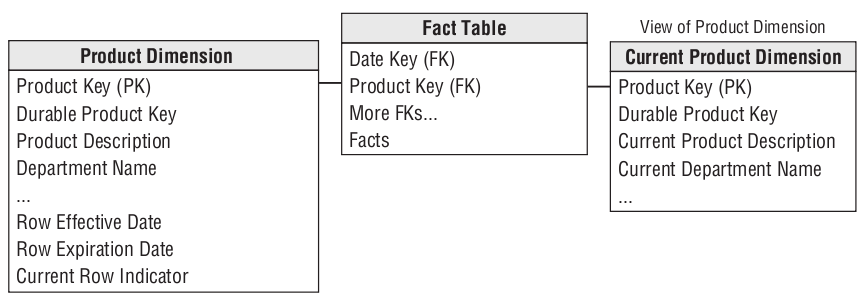 Product Dimension
Product Key (PK)
Durable Product Key
Product Description
Department Name
...
Row Effective Date
Row Expiration Date
Current Row Indicator
Fact Table
Date Key (FK)
Product Key (FK)
More FKs...
Facts
View of Product Dimension
Current Product Dimension
Product Key (PK)
Durable Product Key
Current Product Description
Current Department Name
...